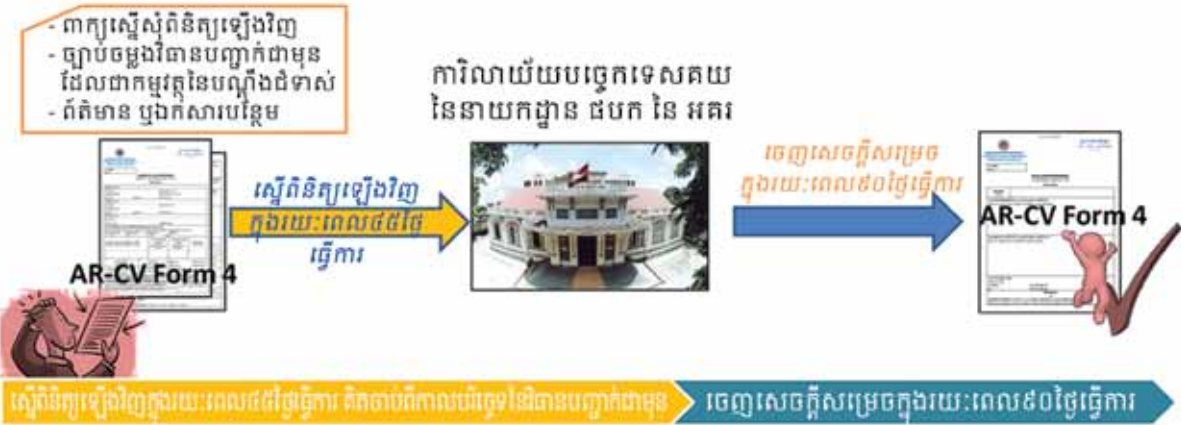 - ពាក្យស្នើសុំពិនិត្យឡើងវិញ
- ច្បាប់ចម្លងវិធានបញ្ជាក់ជាមុន
ដែលជាកម្មវត្ថុនៃបណ្តឹងជំទាស់
- ព័ត៌មាន ឬឯកសារបន្ថែម
ការិលាយ័យបច្ចេកទេសគយ
នៃនាយកដ្ឋាន ផបក នៃ អគរ
ស្នើពិនិត្យឡើងវិញ
ក្នុងរយៈពេល៤៥ថ្ងៃ
ធ្វើការ
ចេញសេចក្តីសម្រេច
ក្នុងរយៈពេល៩០ថ្ងៃធ្វើការ
AR-CV Form 4
AR-CV Form 4
ស្នើពិនិត្យឡើងវិញក្នុងរយៈពេល៤៥ថ្ងៃធ្វើការ គិតចាប់ពីកាលបរិច្ឆេទនៃវិធានបញ្ជាក់ជាមុន
ចេញសេចក្តីសម្រេចក្នុងរយៈពេល៩០ថ្ងៃធ្វើការ